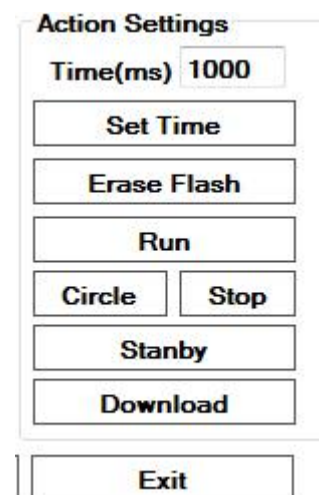 Action Settings
Time(ms) 1000
Set Time
Erase Flash
Run
Circle Stop
Stanby
Download
Exit